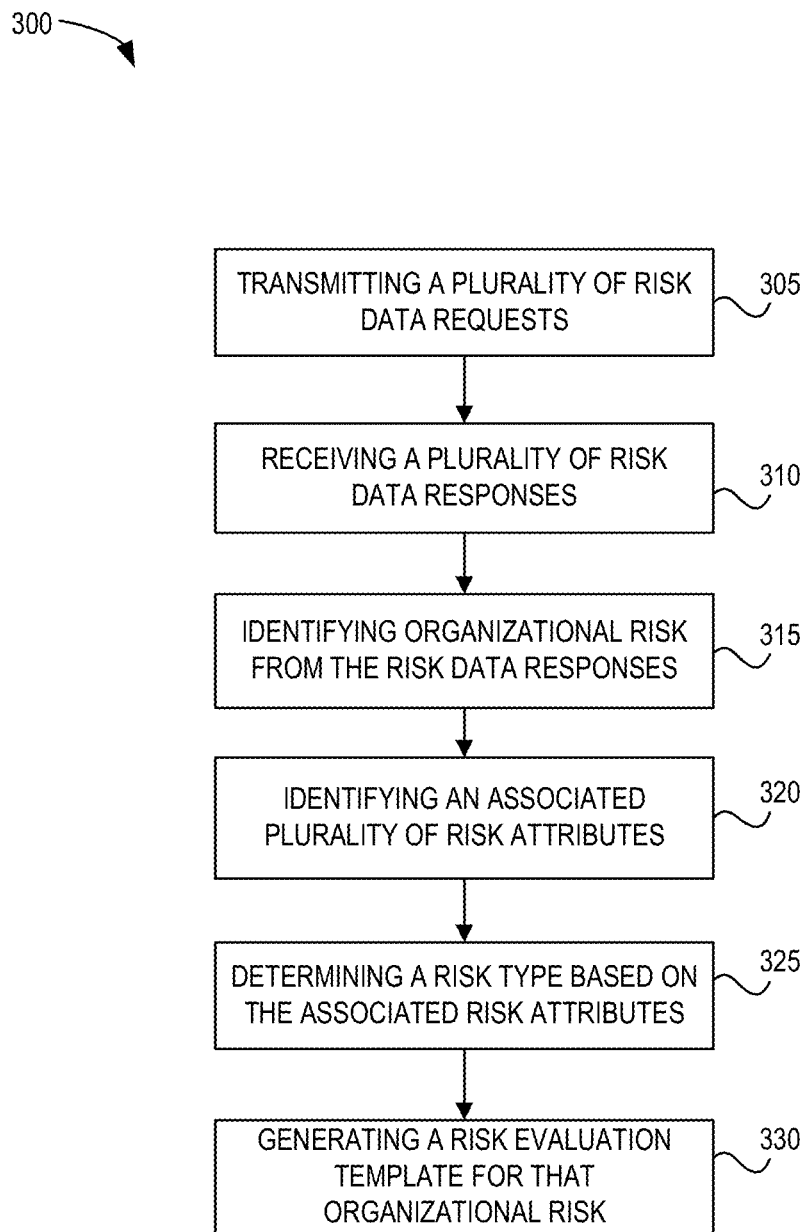 300
TRANSMITTING A PLURALITY OF RISK
DATA REQUESTS
305
RECEIVING A PLURALITY OF RISK
DATA RESPONSES
310
IDENTIFYING ORGANIZATIONAL RISK
FROM THE RISK DATA RESPONSES
315
IDENTIFYING AN ASSOCIATED
PLURALITY OF RISK ATTRIBUTES
320
DETERMINING A RISK TYPE BASED ON
THE ASSOCIATED RISK ATTRIBUTES
325
GENERATING A RISK EVALUATION
TEMPLATE FOR THAT
ORGANIZATIONAL RISK
330